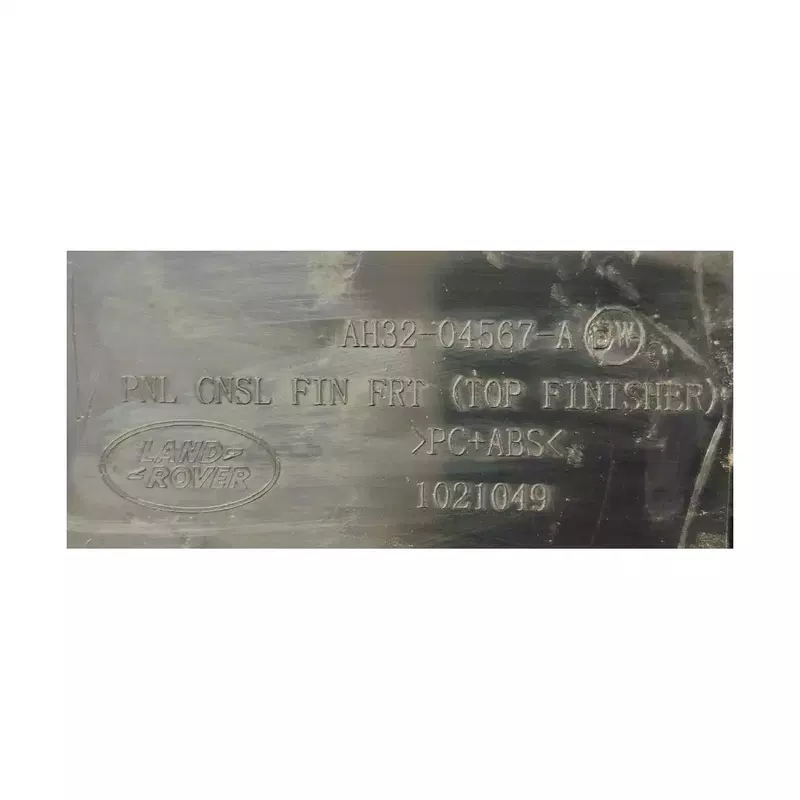 AH32-04567-A
PNL CNSL FIN FRT (TOP FINISHER)
LAND
ROVER
>PC+ABS<
1021049